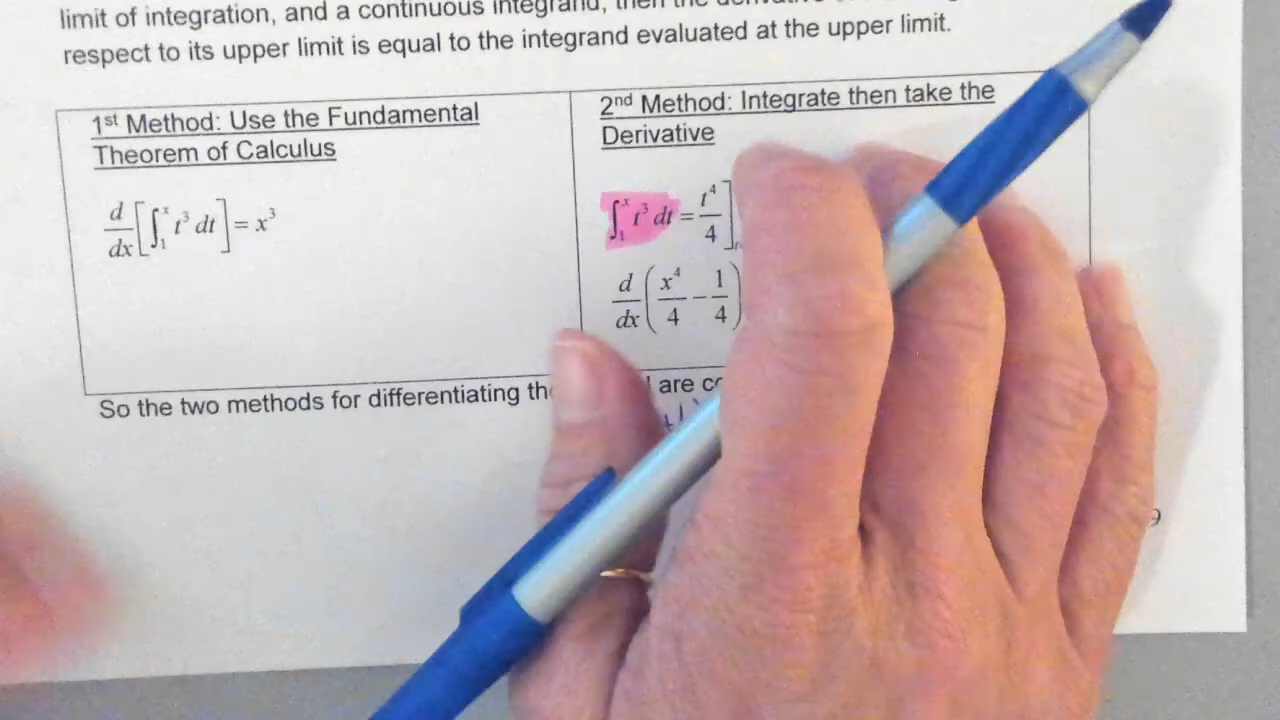 limit of integration, and a continuous integrand, then the
respect to its upper limit is equal to the integrand evaluated at the upper limit.
1st Method: Use the Fundamental
Theorem of Calculus
d/dx [∫₁ˣ t³ dt] = x³
2nd Method: Integrate then take the
Derivative
∫₁ˣ t³ dt = t⁴/4 ]
d/dx (x⁴/4 − 1/4)
So the two methods for differentiating are
9